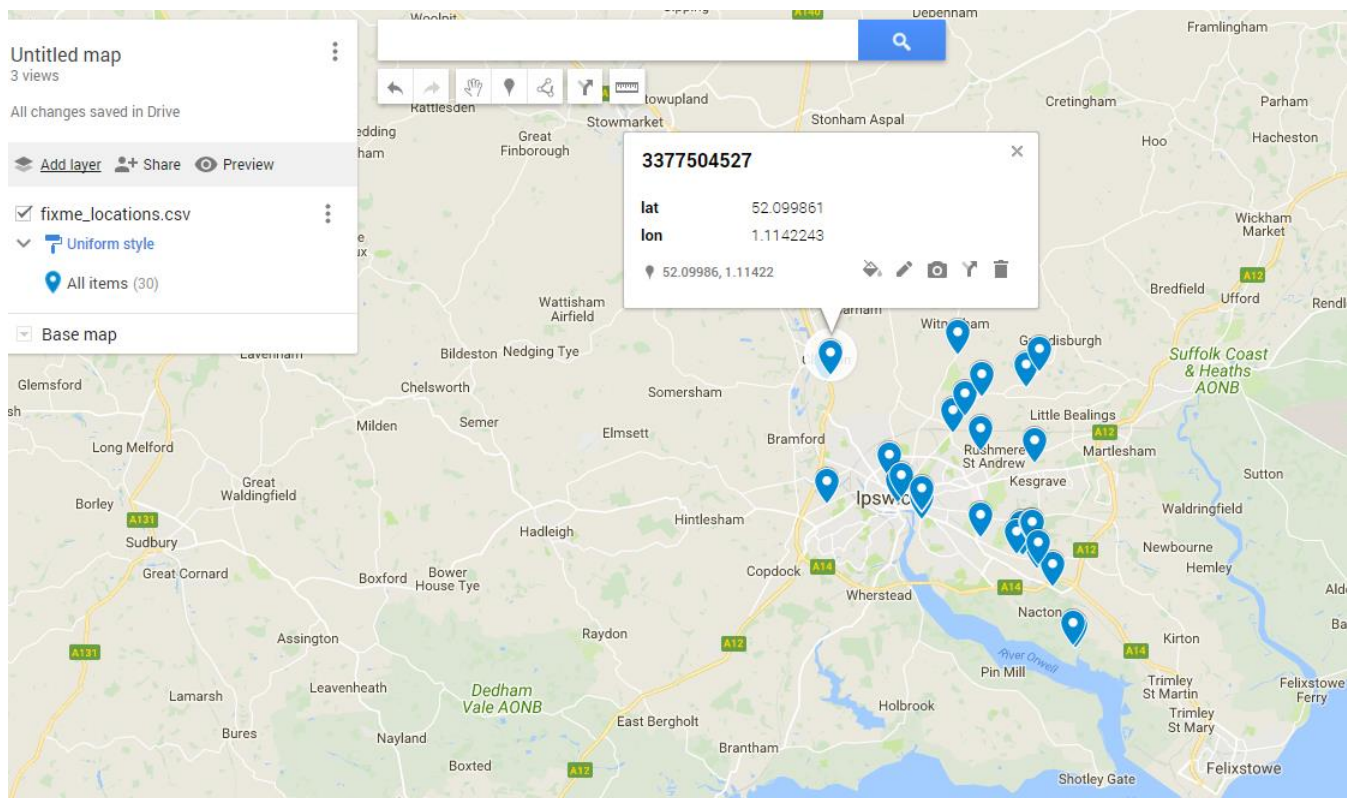 Untitled map
3 views
All changes saved in Drive
Add layer
Share
Preview
fixme_locations.csv
Uniform style
All items (30)
Base map
3377504527
lat 52.099861
lon 1.1142243
52.09986, 1.11422
Woolpit
A140
Debenham
Framlingham
Rattlesden
Stowmarket
Great
Finborough
Stonham Aspal
Cretingham
Parham
Hoo
Hacheston
Wickham
Market
A12
Bredfield
Ufford
Wattisham
Airfield
Bildeston
Nedging Tye
Suffolk Coast
& Heaths
AONB
Glemsford
Lavenham
Chelsworth
Somersham
Little Bealings
A12
Martlesham
Milden
Semer
Elmsett
Bramford
Rushmere
St Andrew
Kesgrave
Sutton
Long Melford
Great
Waldingfield
Borley
A131
Sudbury
Hadleigh
Hintlesham
Waldringfield
Newbourne
A12
Hemley
Great Cornard
Boxford
Bower
House Tye
Copdock
A14
Wherstead
A14
Nacton
Kirton
Assington
A131
Raydon
A12
River Orwell
A14
Pin Mill
Trimley
St Martin
Felixstowe
Ferry
Lamarsh
Leavenheath
Dedham
Vale AONB
Holbrook
Trimley
St Mary
Bures
Nayland
East Bergholt
Brantham
Boxted
A12
Shotley Gate
Felixstowe